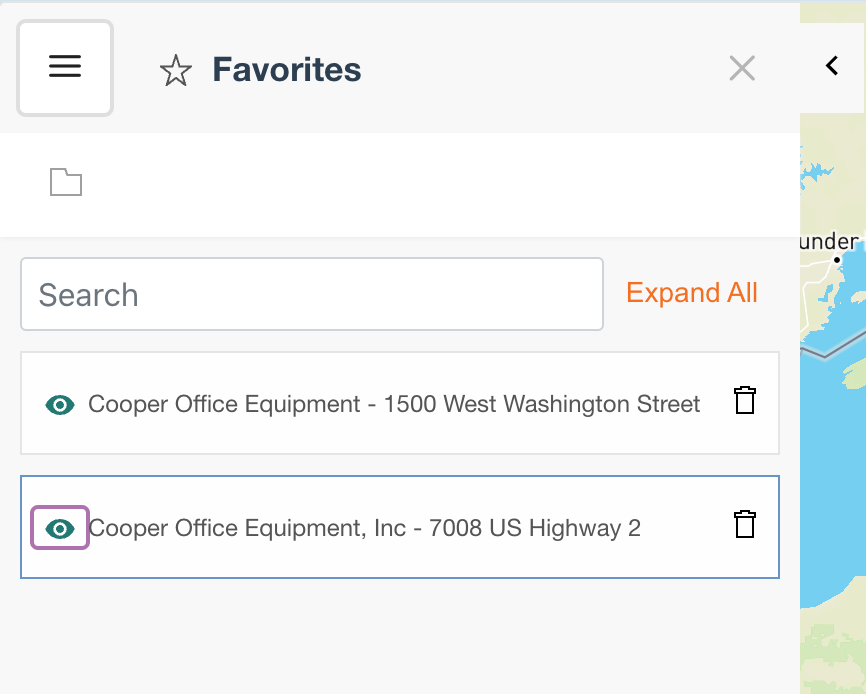 Favorites
under
Search
Expand All
Cooper Office Equipment - 1500 West Washington Street
Cooper Office Equipment, Inc - 7008 US Highway 2